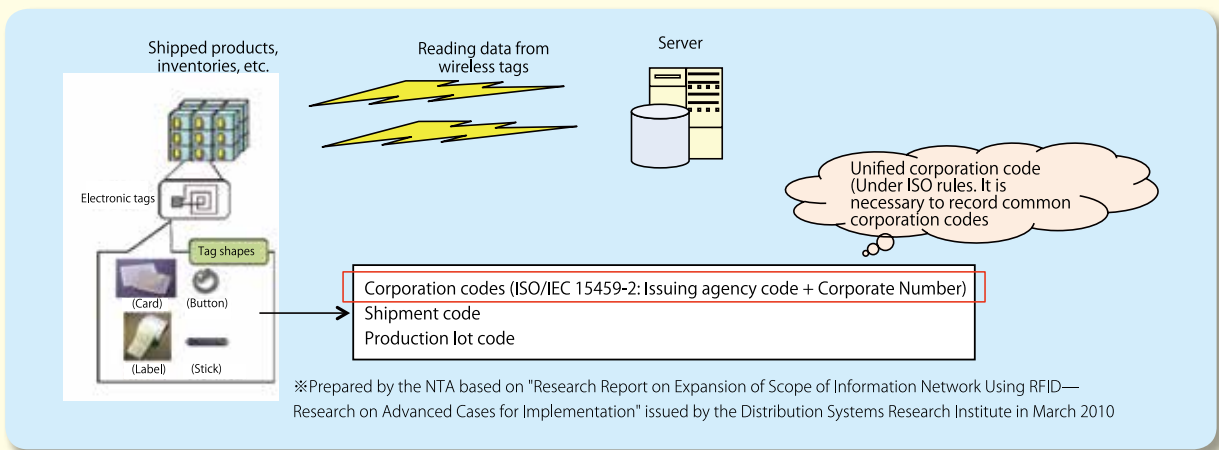 Shipped products,
inventories, etc.
Reading data from
wireless tags
Server
Electronic tags
Tag shapes
(Card)
(Button)
(Label)
(Stick)
Unified corporation code
(Under ISO rules. It is
necessary to record common
corporation codes
Corporation codes (ISO/IEC 15459-2: Issuing agency code + Corporate Number)
Shipment code
Production lot code
※Prepared by the NTA based on "Research Report on Expansion of Scope of Information Network Using RFID—
Research on Advanced Cases for Implementation" issued by the Distribution Systems Research Institute in March 2010